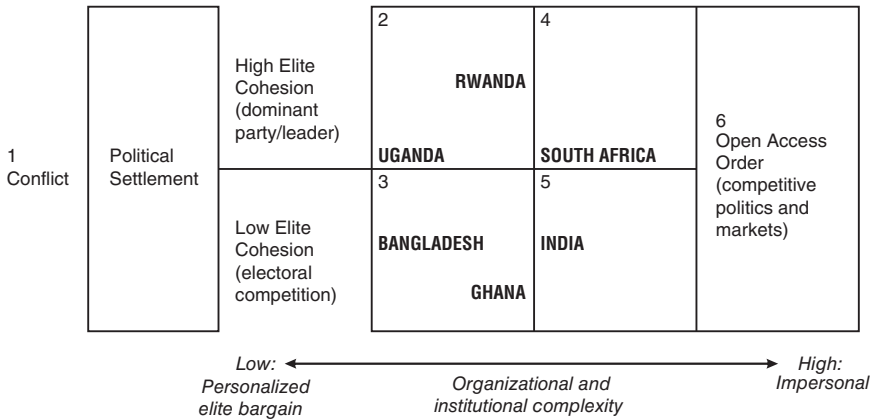 1
Conflict
Political
Settlement
High Elite
Cohesion
(dominant
party/leader)
Low Elite
Cohesion
(electoral
competition)
2
RWANDA
UGANDA
3
BANGLADESH
GHANA
4
SOUTH AFRICA
5
INDIA
6
Open Access
Order
(competitive
politics and
markets)
Low:
Personalized
elite bargain
Organizational and
institutional complexity
High:
Impersonal